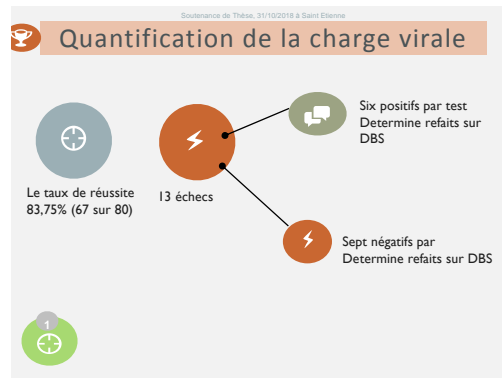 Soutenance de Thèse, 31/10/2018 à Saint Etienne
Quantification de la charge virale
Six positifs par test
Determine refaits sur
DBS
Le taux de réussite
83,75% (67 sur 80)
13 échecs
Sept négatifs par
Determine refaits sur DBS
1